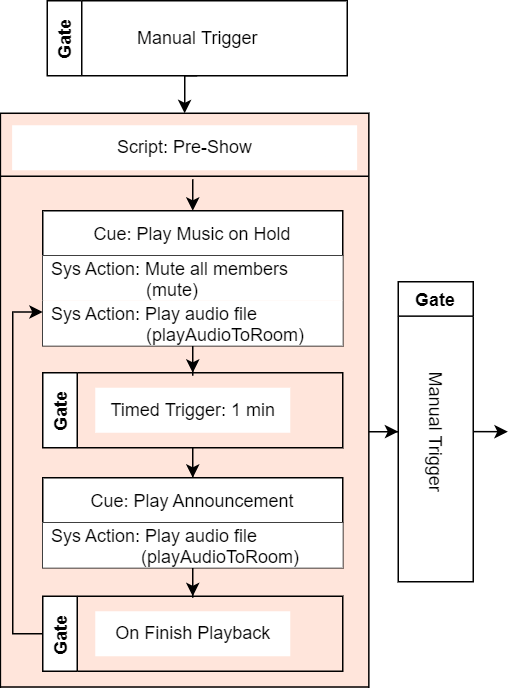 Gate
Manual Trigger
Script: Pre-Show
Cue: Play Music on Hold
Sys Action: Mute all members
(mute)
Sys Action: Play audio file
(playAudioToRoom)
Gate
Timed Trigger: 1 min
Cue: Play Announcement
Sys Action: Play audio file
(playAudioToRoom)
Gate
On Finish Playback
Gate
Manual Trigger